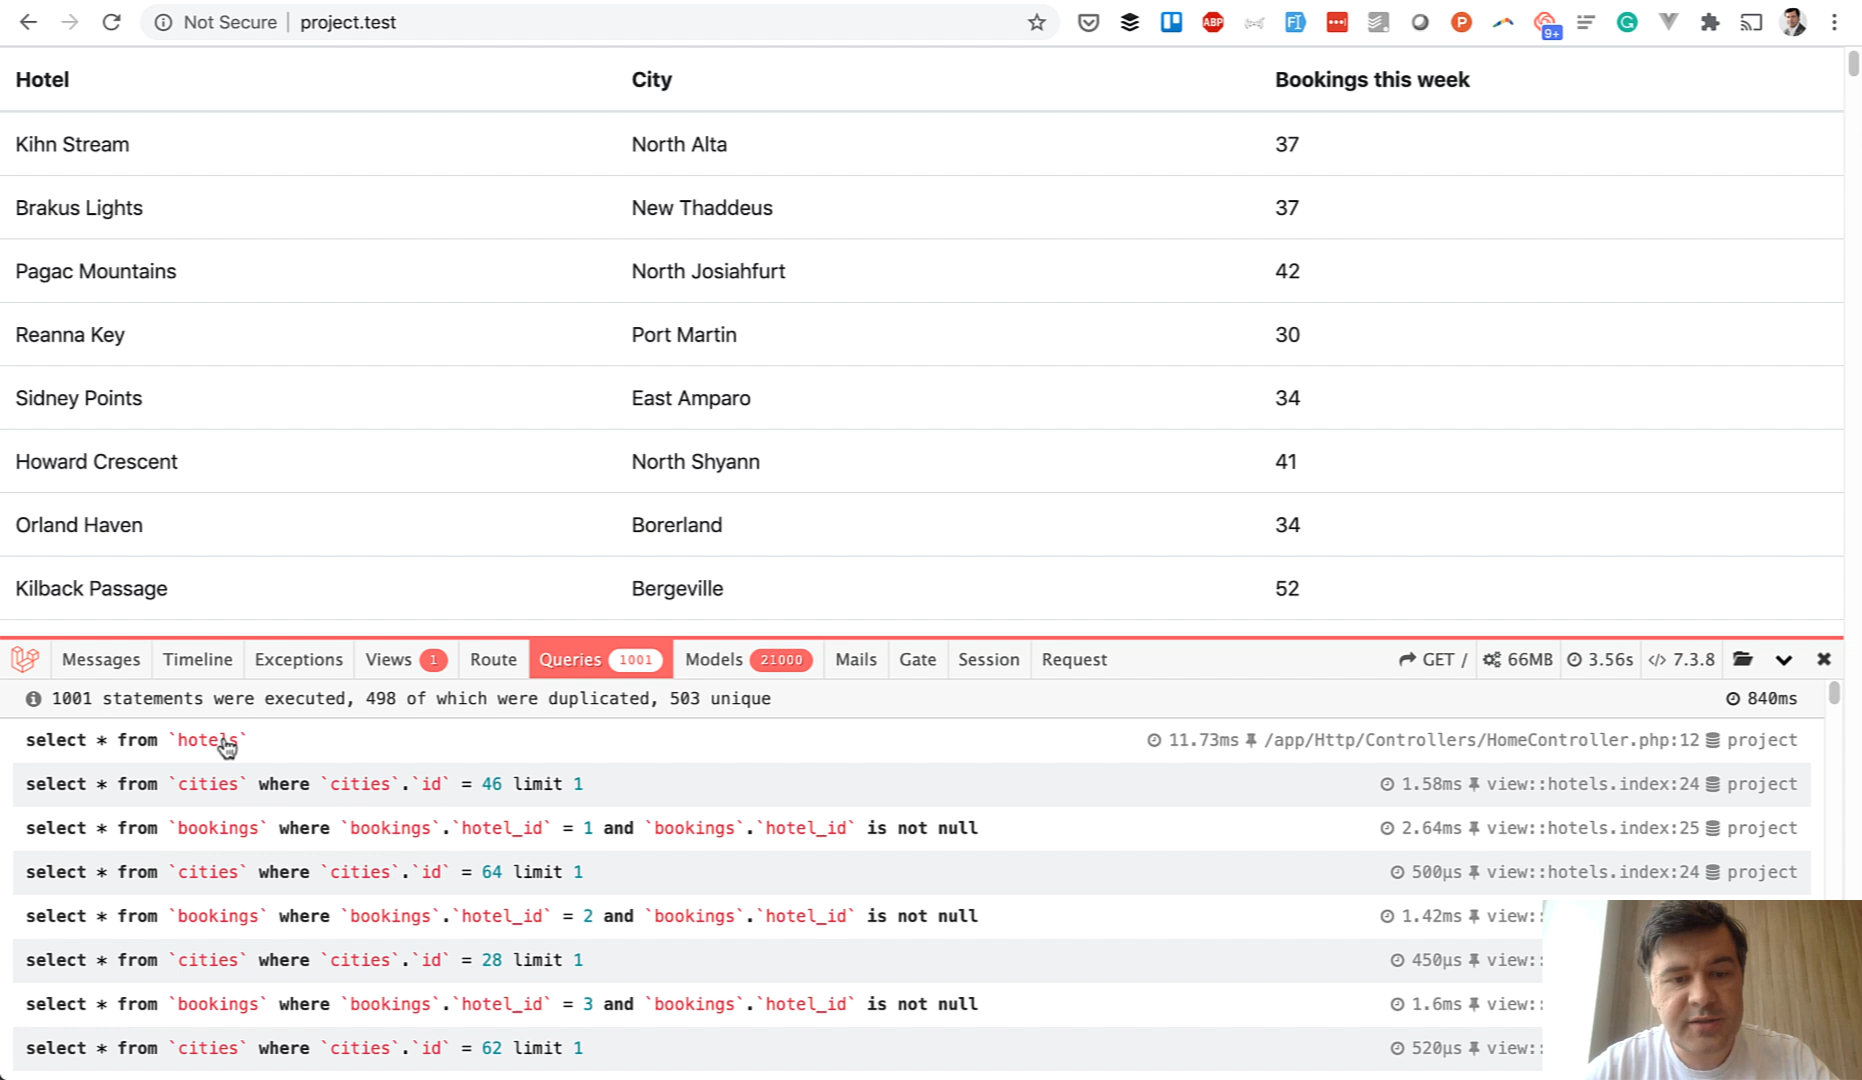 Not Secure project.test ABP 9+
Hotel City Bookings this week
Kihn Stream North Alta 37
Brakus Lights New Thaddeus 37
Pagac Mountains North Josiahfurt 42
Reanna Key Port Martin 30
Sidney Points East Amparo 34
Howard Crescent North Shyann 41
Orland Haven Borerland 34
Kilback Passage Bergeville 52
Messages Timeline Exceptions Views 1 Route Queries 1001 Models 21000 Mails Gate Session Request GET / 66MB 3.56s </> 7.3.8
1001 statements were executed, 498 of which were duplicated, 503 unique 840ms
select * from `hotels` 11.73ms /app/Http/Controllers/HomeController.php:12 project
select * from `cities` where `cities`.`id` = 46 limit 1 1.58ms view::hotels.index:24 project
select * from `bookings` where `bookings`.`hotel_id` = 1 and `bookings`.`hotel_id` is not null 2.64ms view::hotels.index:25 project
select * from `cities` where `cities`.`id` = 64 limit 1 500μs view::hotels.index:24 project
select * from `bookings` where `bookings`.`hotel_id` = 2 and `bookings`.`hotel_id` is not null 1.42ms view::
select * from `cities` where `cities`.`id` = 28 limit 1 450μs view::
select * from `bookings` where `bookings`.`hotel_id` = 3 and `bookings`.`hotel_id` is not null 1.6ms view::
select * from `cities` where `cities`.`id` = 62 limit 1 520μs view::